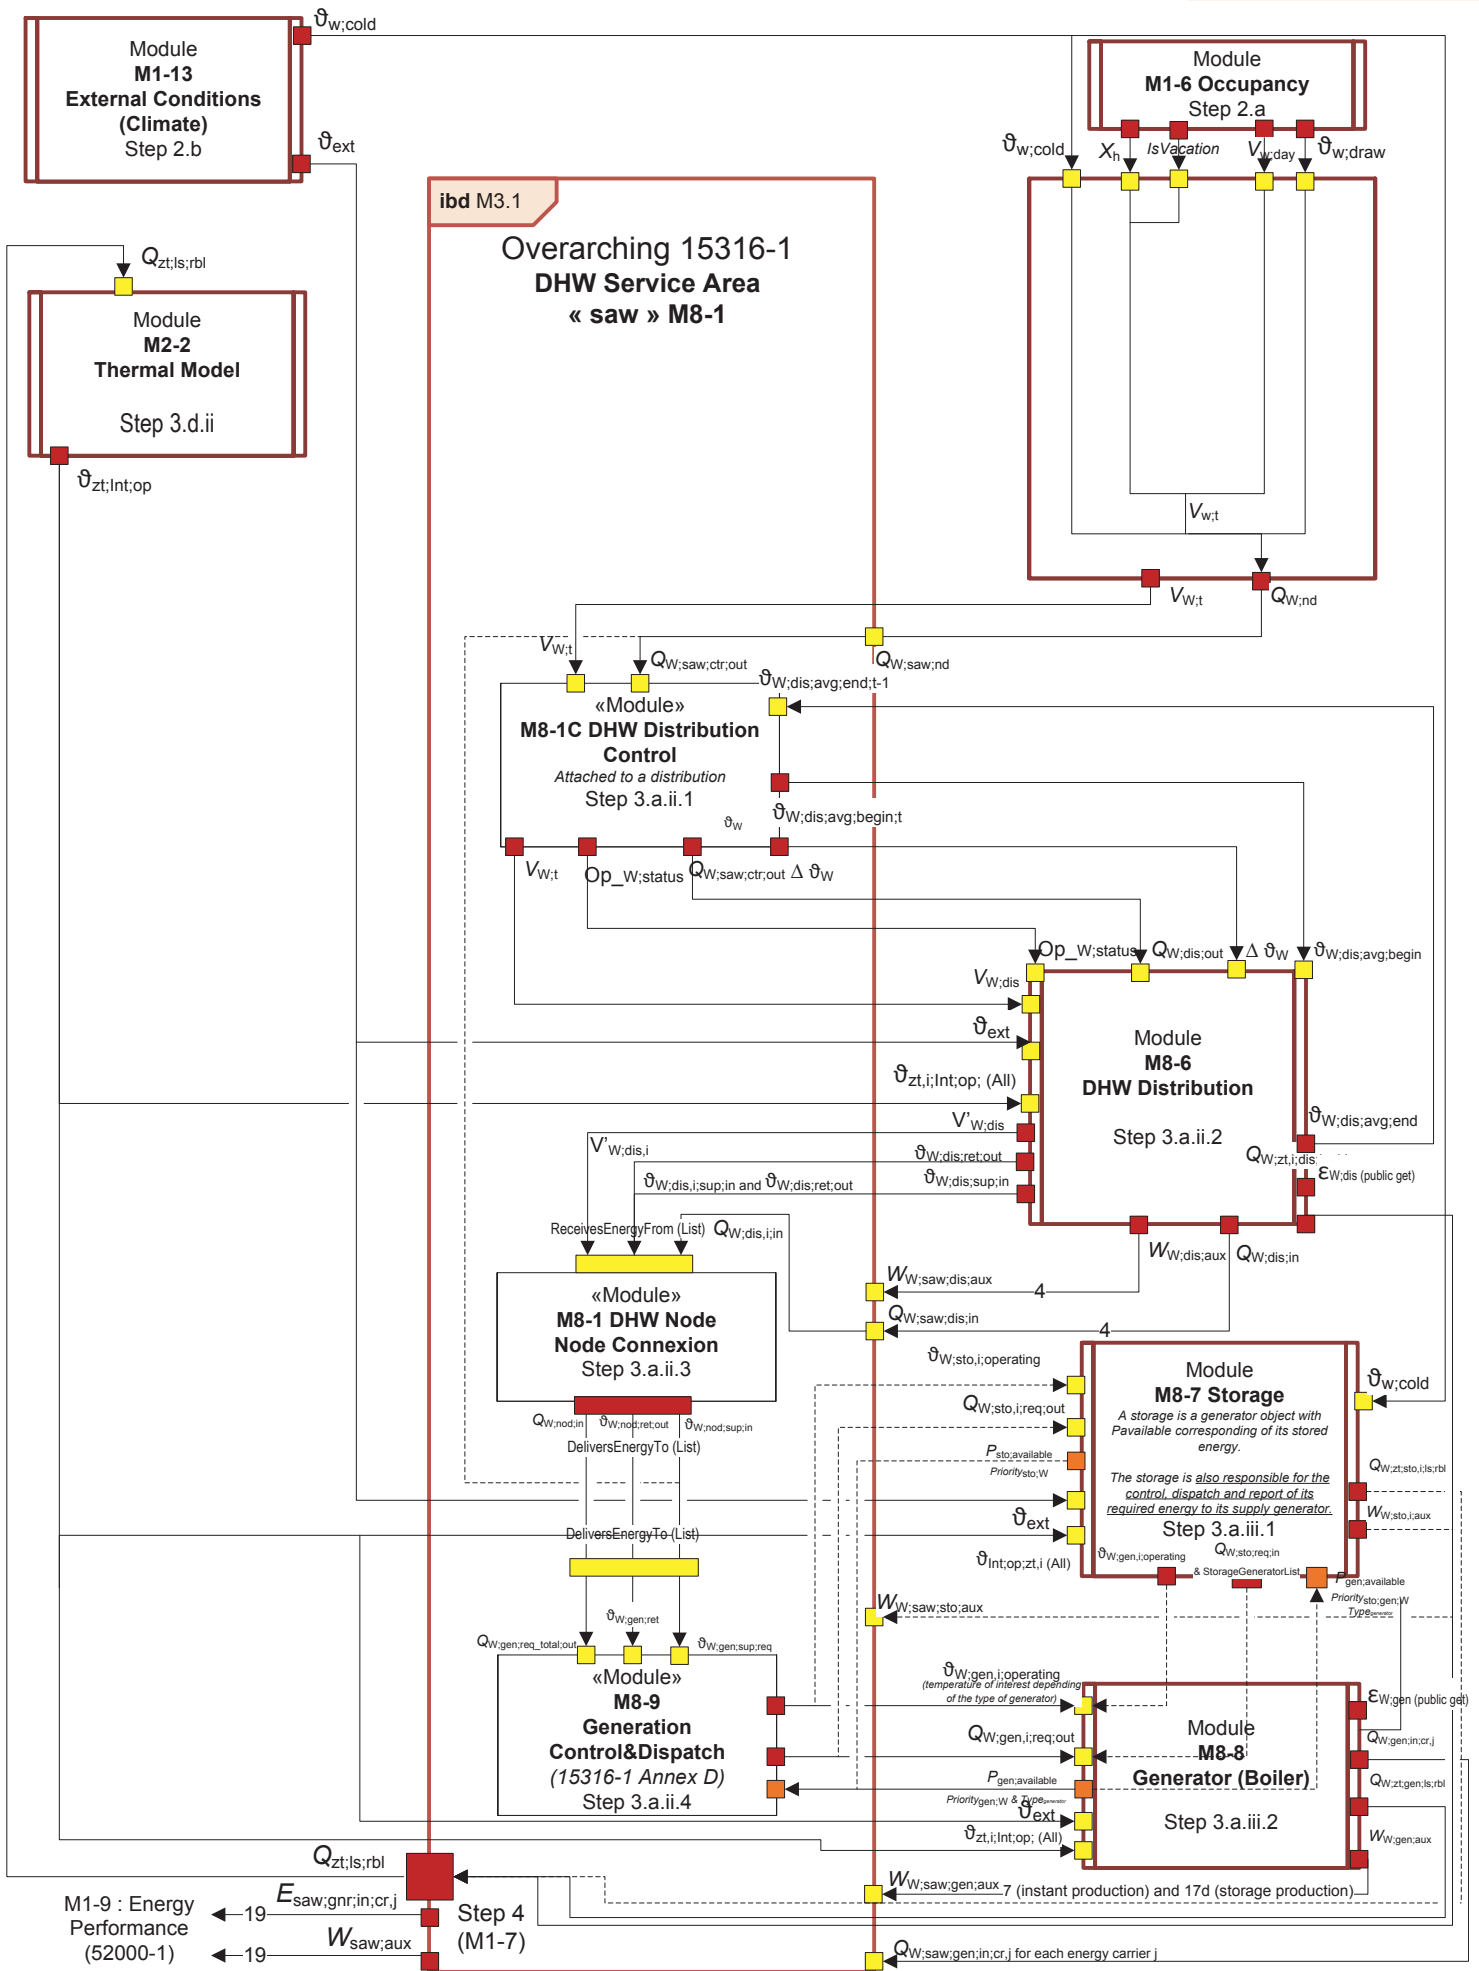 ϑw;cold
Module
M1-13
External Conditions
(Climate)
Step 2.b
ϑext
Module
M1-6 Occupancy
Step 2.a
ϑw;cold
Xh
IsVacation
Vw;day
ϑw;draw
ibd M3.1
Overarching 15316-1
DHW Service Area
« saw » M8-1
Qzt;ls;rbl
Module
M2-2
Thermal Model
Step 3.d.ii
ϑzt;Int;op
Vw;t
VW;t
QW;nd
VW;t
QW;saw;ctr;out
QW;saw;nd
ϑW;dis;avg;end;t-1
«Module»
M8-1C DHW Distribution
Control
Attached to a distribution
Step 3.a.ii.1
ϑW
ϑW;dis;avg;begin;t
VW;t
Op_W;status
QW;saw;ctr;out
Δ ϑW
Op_W;status
QW;dis;out
Δ ϑW
ϑW;dis;avg;begin
VW;dis
ϑext
ϑzt,i;Int;op; (All)
Module
M8-6
DHW Distribution
Step 3.a.ii.2
V'W;dis
V'W;dis,i
ϑW;dis;ret;out
ϑW;dis,i;sup;in and ϑW;dis;ret;out
ϑW;dis;sup;in
ϑW;dis;avg;end
QW;zt,i;dis;
εW;dis (public get)
ReceivesEnergyFrom (List)
QW;dis,i;in
WW;dis;aux
QW;dis;in
WW;saw;dis;aux
4
QW;saw;dis;in
4
«Module»
M8-1 DHW Node
Node Connexion
Step 3.a.ii.3
QW;nod;in
ϑW;nod;ret;out
ϑW;nod;sup;in
DeliversEnergyTo (List)
ϑW;sto,i;operating
QW;sto,i;req;out
Psto;available
Prioritysto;W
Module
M8-7 Storage
A storage is a generator object with
Pavailable corresponding of its stored
energy.
The storage is also responsible for the
control, dispatch and report of its
required energy to its supply generator.
Step 3.a.iii.1
ϑw;cold
QW;zt;sto,i;ls;rbl
WW;sto,i;aux
ϑext
ϑInt;op;zt,i (All)
ϑW;gen,i;operating
QW;sto;req;in
& StorageGeneratorList
Pgen;available
Prioritysto;gen;W
Typegenerator
DeliversEnergyTo (List)
WW;saw;sto;aux
QW;gen;req_total;out
ϑW;gen;ret
ϑW;gen;sup;req
«Module»
M8-9
Generation
Control&Dispatch
(15316-1 Annex D)
Step 3.a.ii.4
ϑW;gen,i;operating
(temperature of interest depending
of the type of generator)
QW;gen,i;req;out
Pgen;available
Prioritygen;W & Typegenerator
ϑext
ϑzt,i;Int;op; (All)
Module
M8-8
Generator (Boiler)
Step 3.a.iii.2
εW;gen (public get)
QW;gen;in;cr,j
QW;zt;gen;ls;rbl
WW;gen;aux
WW;saw;gen;aux
7 (instant production) and 17d (storage production)
Qzt;ls;rbl
Esaw;gnr;in;cr,j
M1-9 : Energy
Performance
(52000-1)
19
Wsaw;aux
19
Step 4
(M1-7)
QW;saw;gen;in;cr,j for each energy carrier j